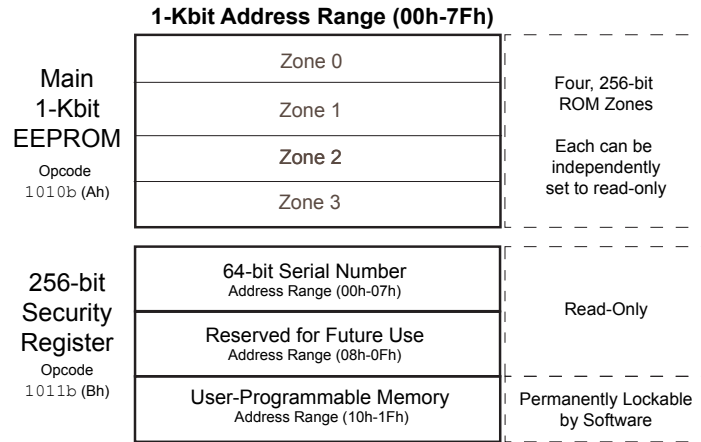 1-Kbit Address Range (00h-7Fh)
Main
1-Kbit
EEPROM
Opcode
1010b (Ah)
Zone 0
Zone 1
Zone 2
Zone 3
Four, 256-bit
ROM Zones
Each can be
independently
set to read-only
256-bit
Security
Register
Opcode
1011b (Bh)
64-bit Serial Number
Address Range (00h-07h)
Reserved for Future Use
Address Range (08h-0Fh)
User-Programmable Memory
Address Range (10h-1Fh)
Read-Only
Permanently Lockable
by Software